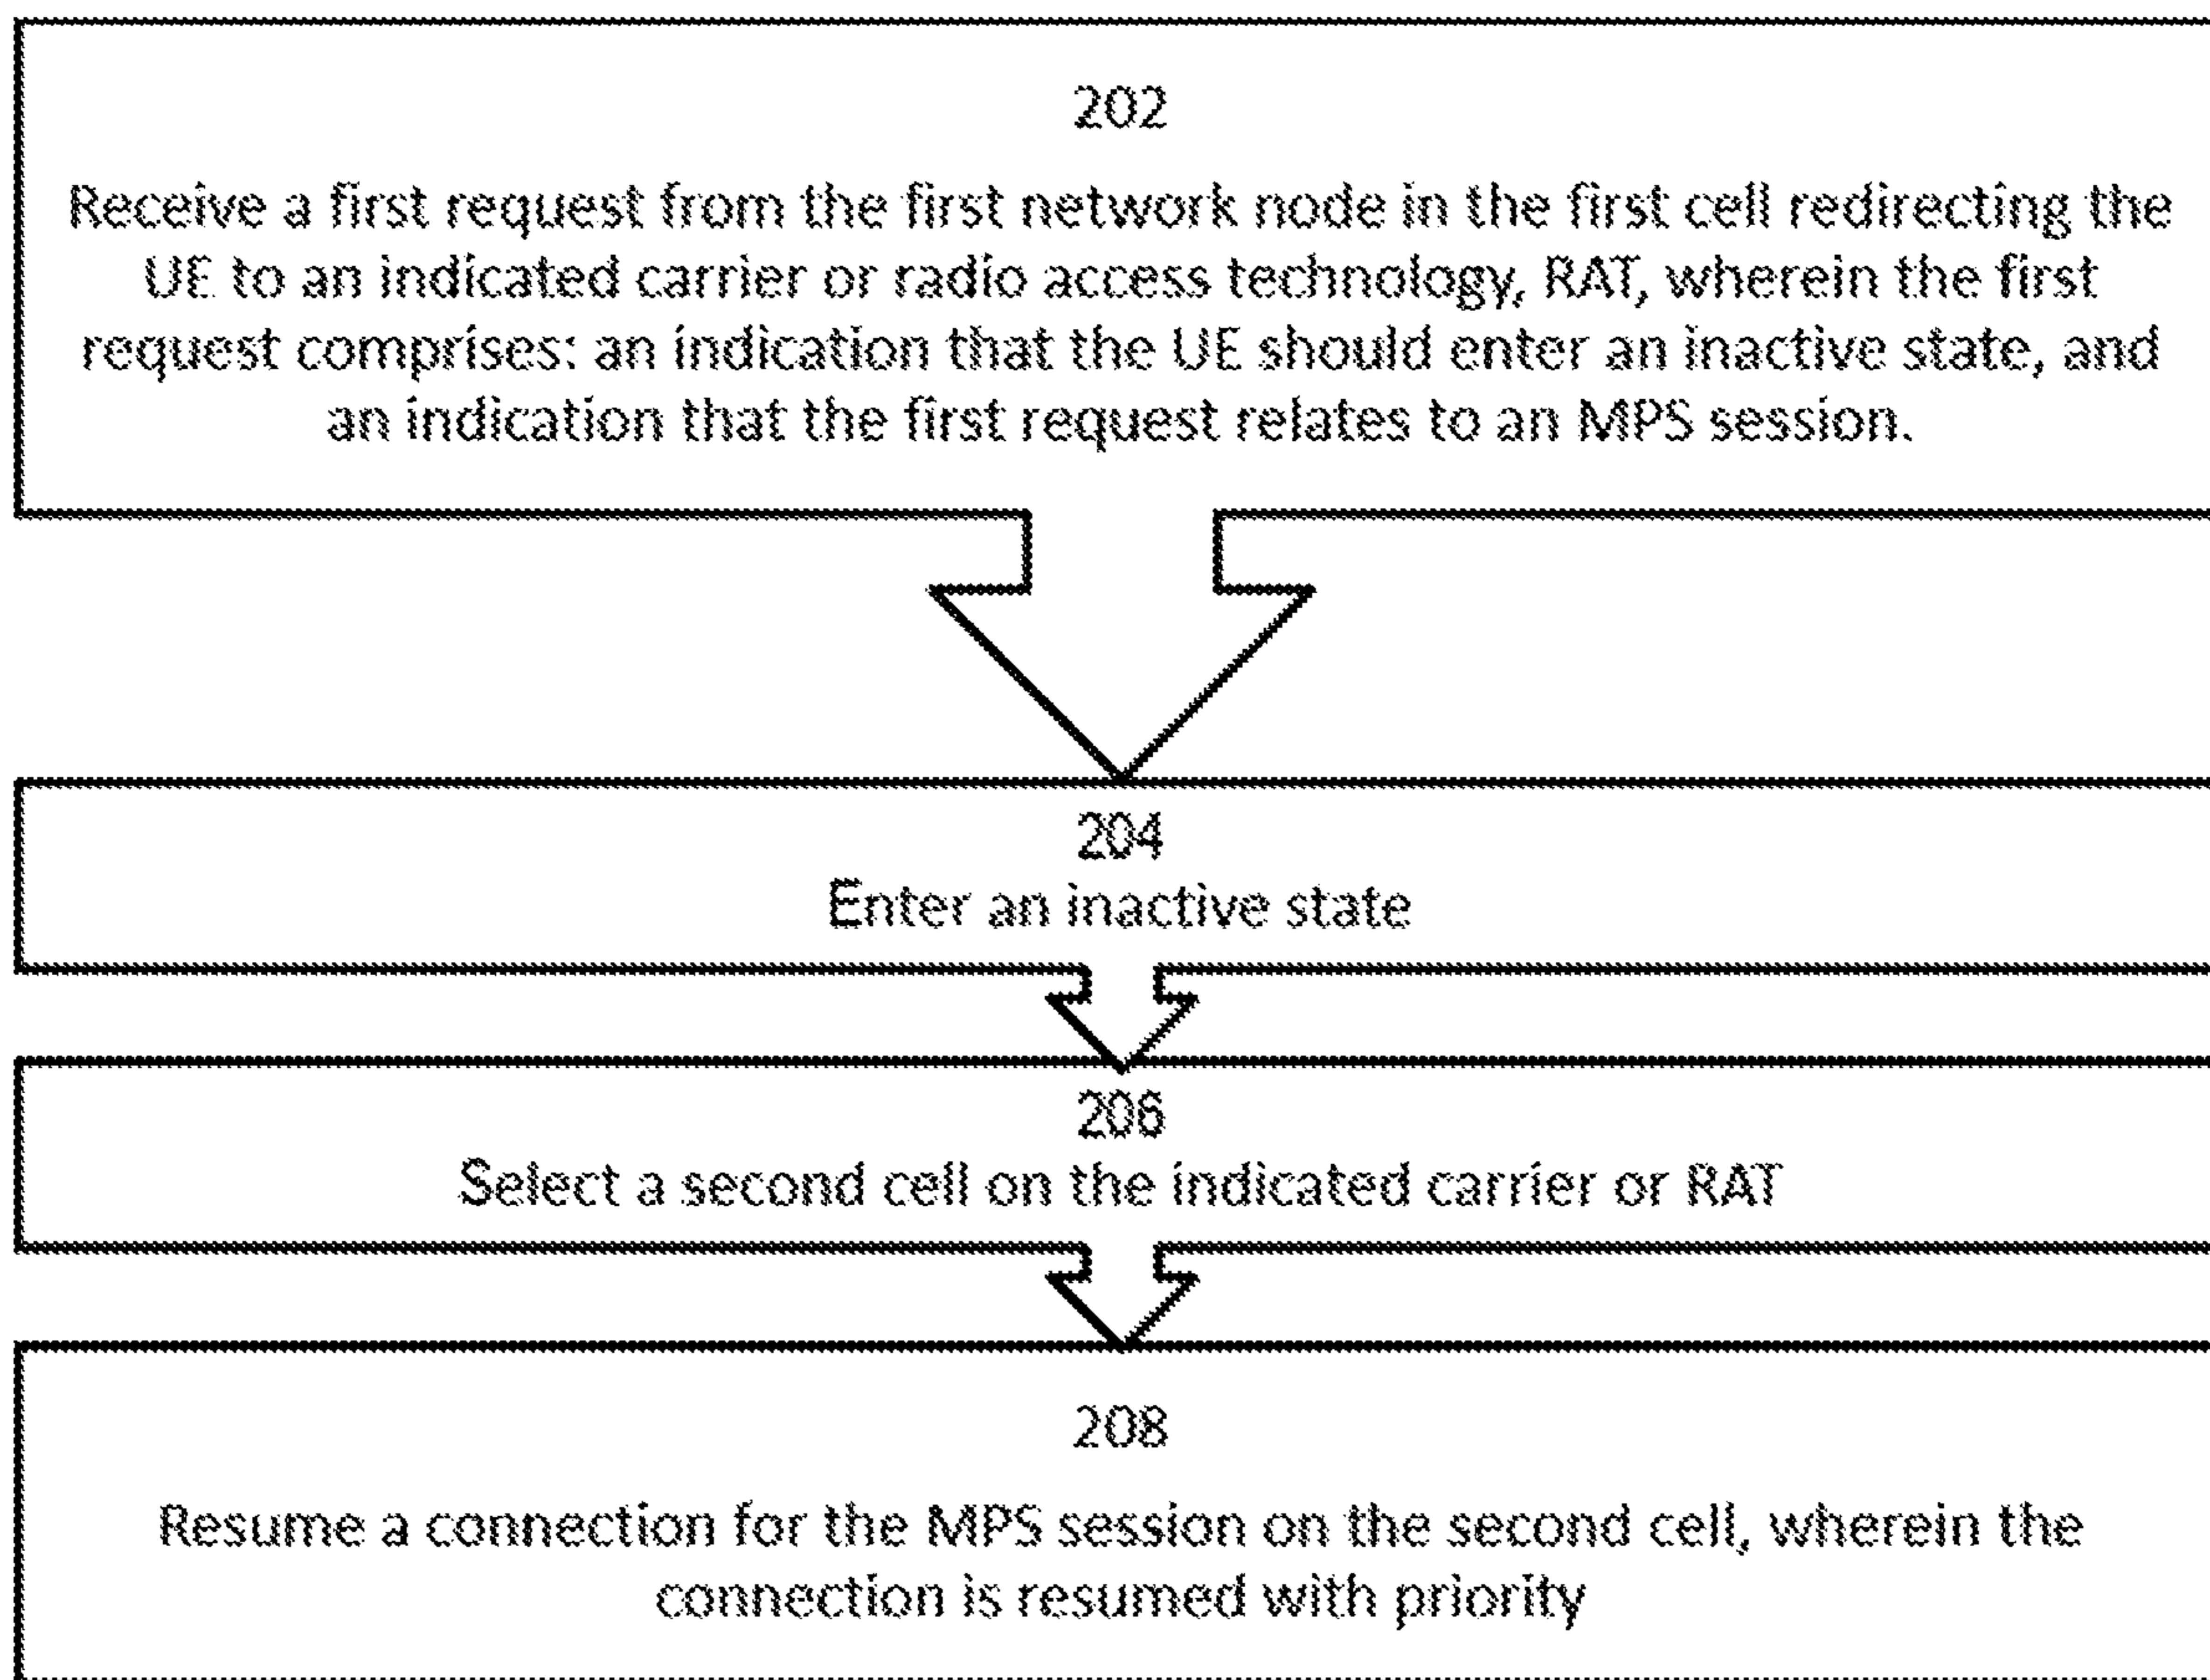 202
Receive a first request from the first network node in the first cell redirecting the
UE to an indicated carrier or radio access technology, RAT, wherein the first
request comprises: an indication that the UE should enter an inactive state, and
an indication that the first request relates to an MPS session.
204
Enter an inactive state
206
Select a second cell on the indicated carrier or RAT
208
Resume a connection for the MPS session on the second cell, wherein the
connection is resumed with priority